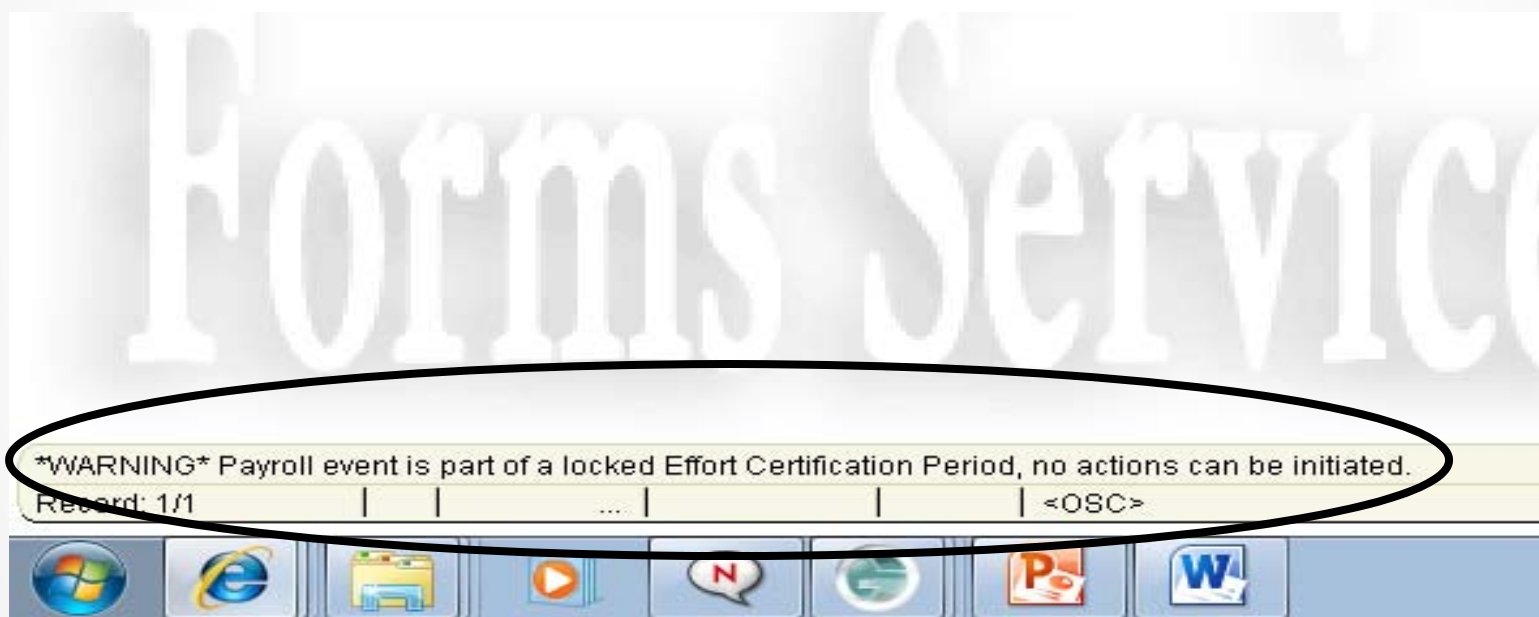 Forms Service
*WARNING* Payroll event is part of a locked Effort Certification Period, no actions can be initiated.
Record: 1/1 | | ... | | | <OSC>
N
P
W